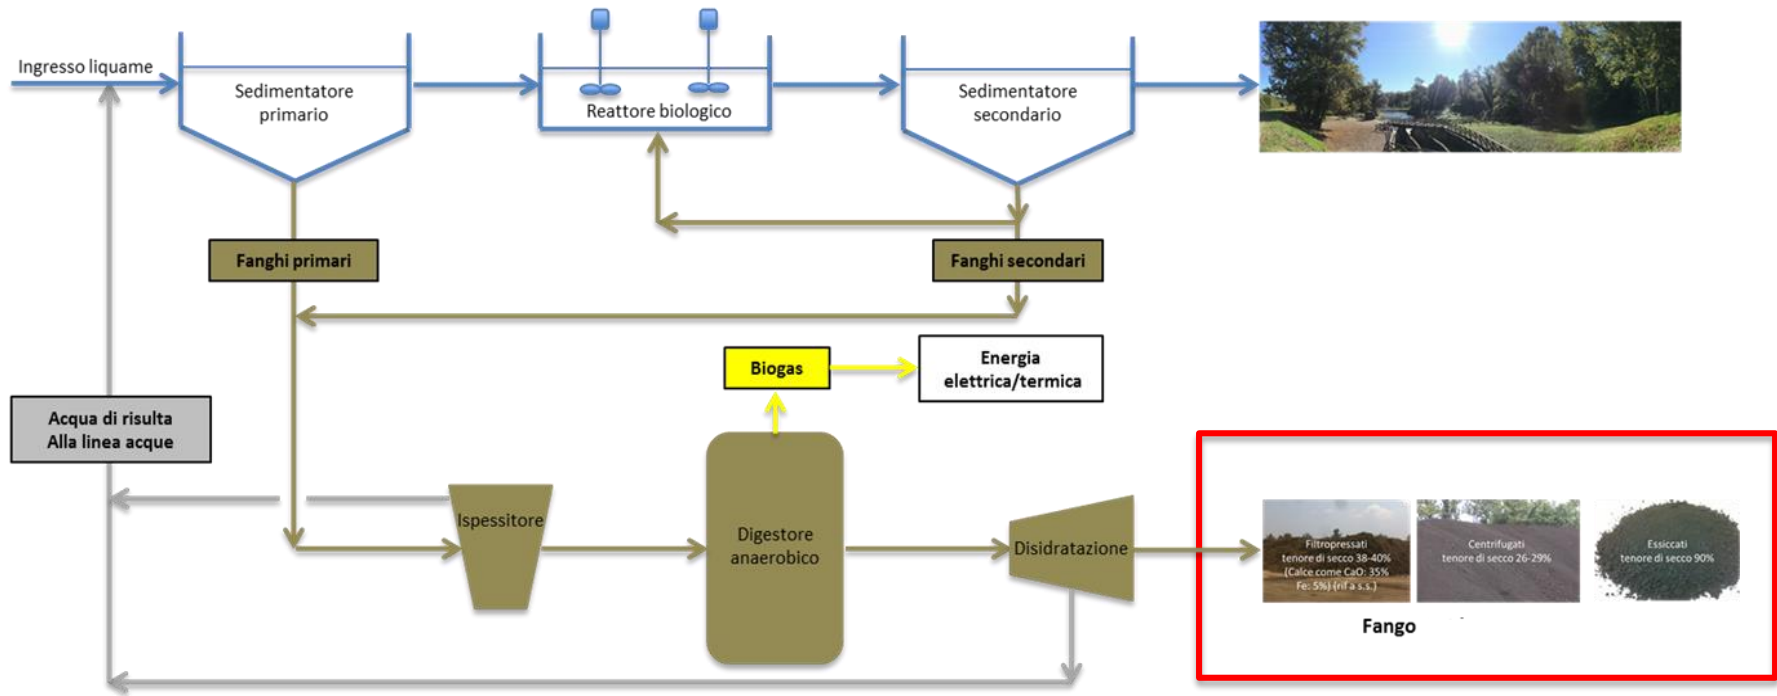 Ingresso liquame
Sedimentatore
primario
Reattore biologico
Sedimentatore
secondario
Fanghi primari
Fanghi secondari
Biogas
Energia
elettrica/termica
Acqua di risulta
Alla linea acque
Ispessitore
Digestore
anaerobico
Disidratazione
Filtropressati
tenore di secco 38-40%
(Calce come CaO: 35%
Fe: 5%) (rif a s.s.)
Centrifugati
tenore di secco 26-29%
Essiccati
tenore di secco 90%
Fango